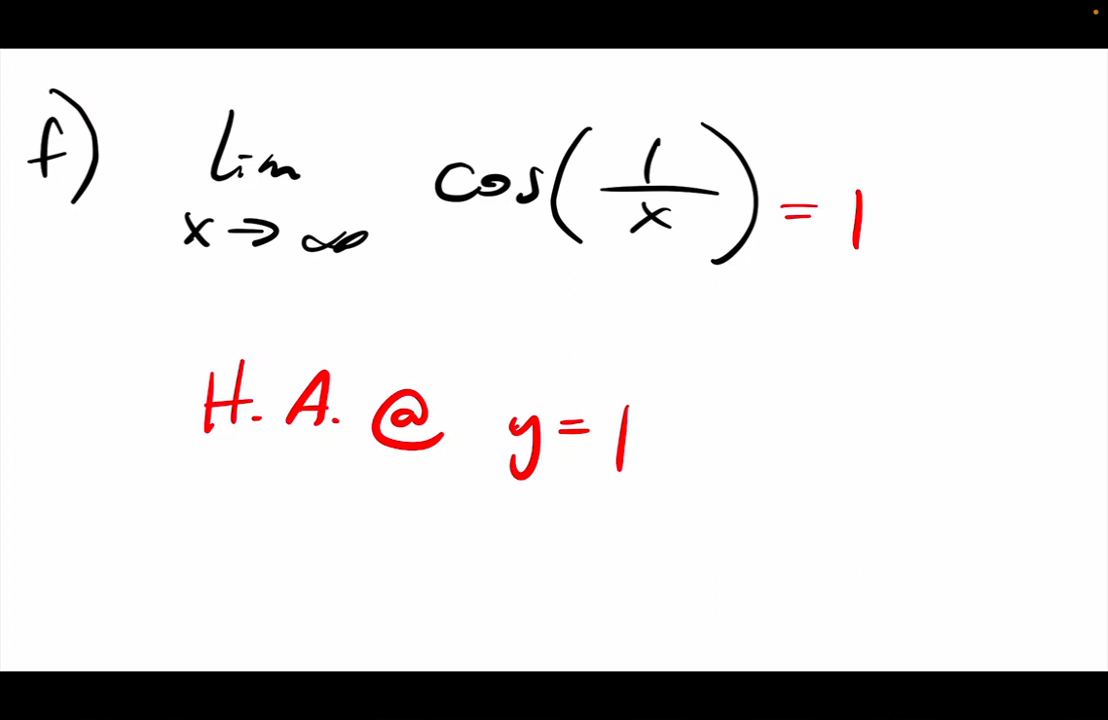 f) lim x→∞ cos(1/x) = 1
H. A. @ y = 1